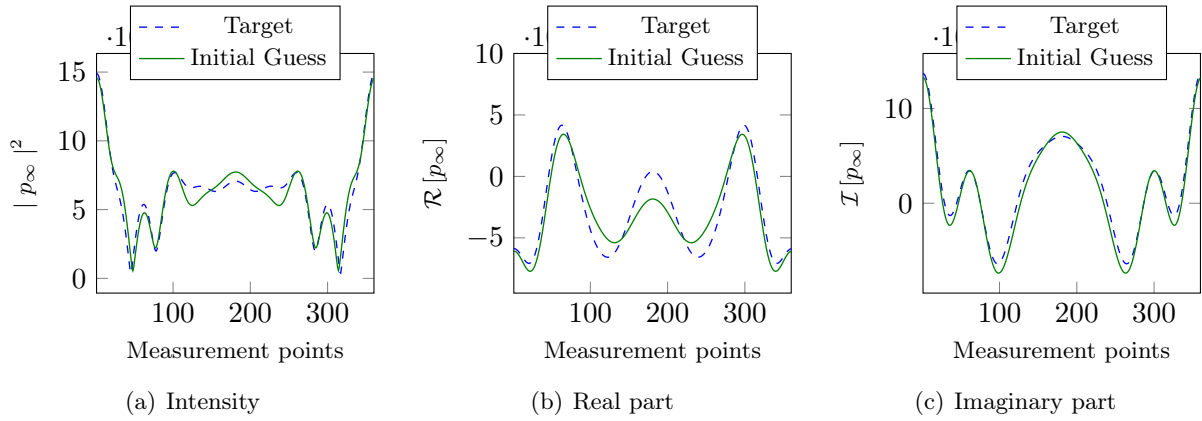 Target
Initial Guess
·10
15
10
5
0
| p∞ |²
100 200 300
Measurement points
(a) Intensity
Target
Initial Guess
·10
10
5
0
−5
R [p∞]
100 200 300
Measurement points
(b) Real part
Target
Initial Guess
·10
10
0
I [p∞]
100 200 300
Measurement points
(c) Imaginary part